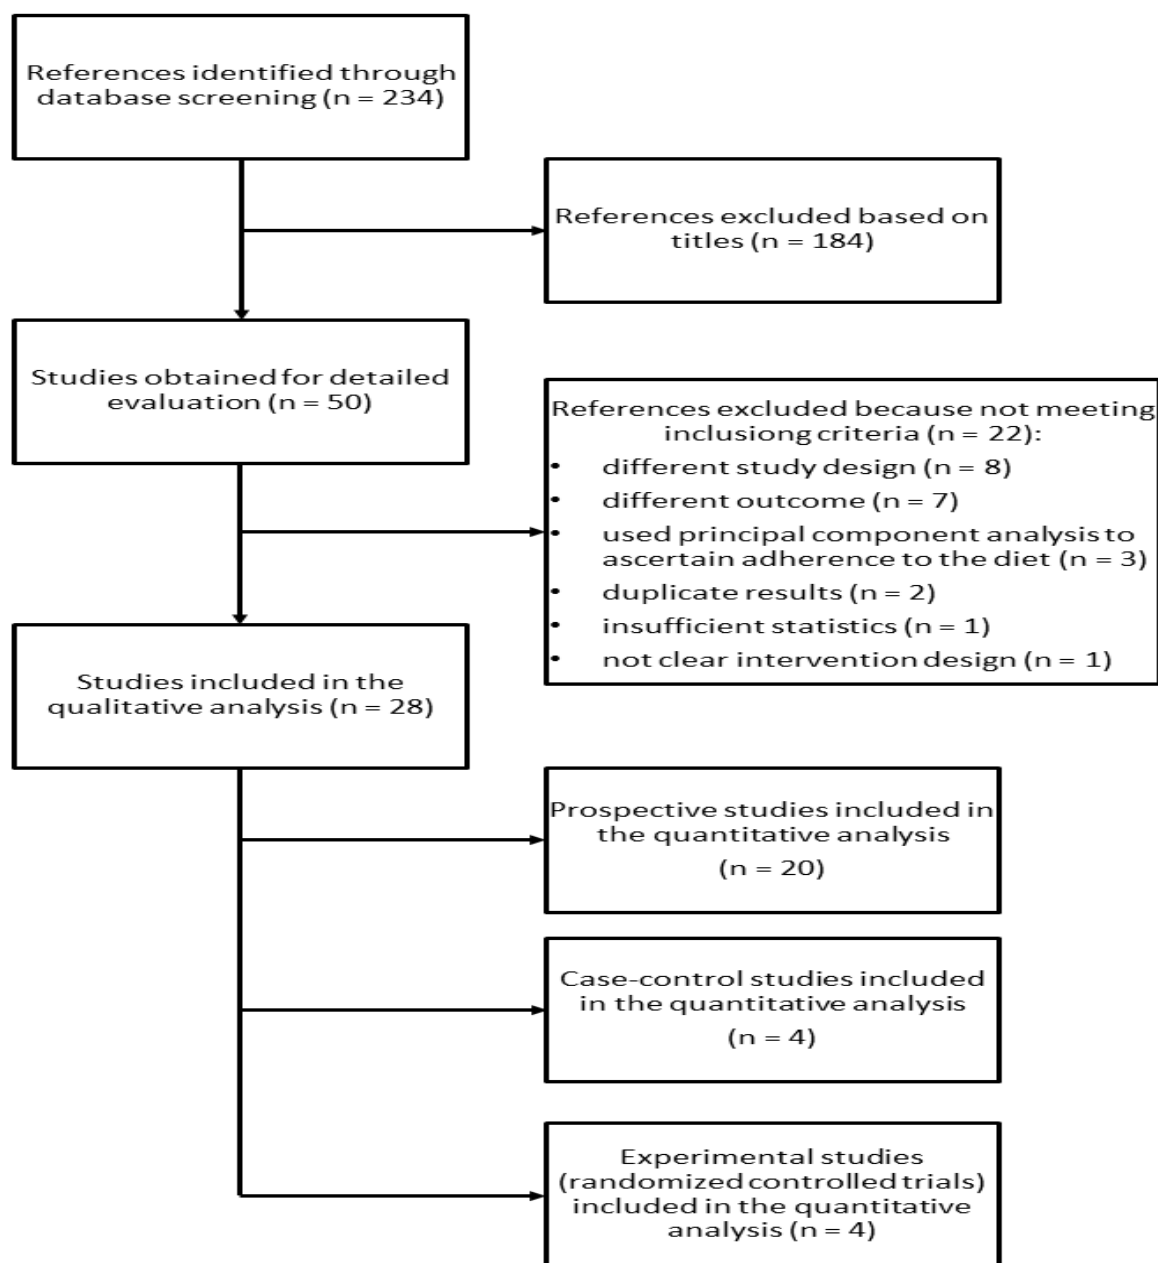 References identified through
database screening (n = 234)
References excluded based on
titles (n = 184)
Studies obtained for detailed
evaluation (n = 50)
References excluded because not meeting
inclusiong criteria (n = 22):
• different study design (n = 8)
• different outcome (n = 7)
• used principal component analysis to
ascertain adherence to the diet (n = 3)
• duplicate results (n = 2)
• insufficient statistics (n = 1)
• not clear intervention design (n = 1)
Studies included in the
qualitative analysis (n = 28)
Prospective studies included in
the quantitative analysis
(n = 20)
Case-control studies included
in the quantitative analysis
(n = 4)
Experimental studies
(randomized controlled trials)
included in the quantitative
analysis (n = 4)